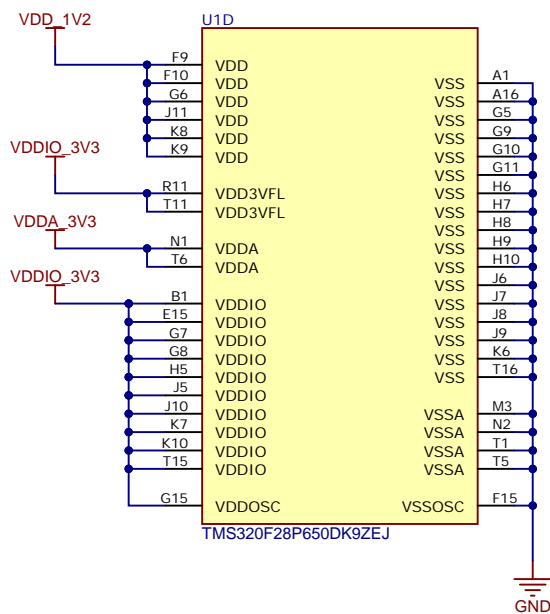 VDD_1V2
U1D
F9 VDD
F10 VDD VSS A1
G6 VDD VSS A16
J11 VDD VSS G5
K8 VDD VSS G9
K9 VDD VSS G10
VDDIO_3V3
VSS G11
R11 VDD3VFL VSS H6
T11 VDD3VFL VSS H7
VDDA_3V3
VSS H8
N1 VDDA VSS H9
T6 VDDA VSS H10
VDDIO_3V3
VSS J6
B1 VDDIO VSS J7
E15 VDDIO VSS J8
G7 VDDIO VSS J9
G8 VDDIO VSS K6
H5 VDDIO VSS T16
J5 VDDIO
J10 VDDIO VSSA M3
K7 VDDIO VSSA N2
K10 VDDIO VSSA T1
T15 VDDIO VSSA T5
G15 VDDOSC VSSOSC F15
TMS320F28P650DK9ZEJ
GND